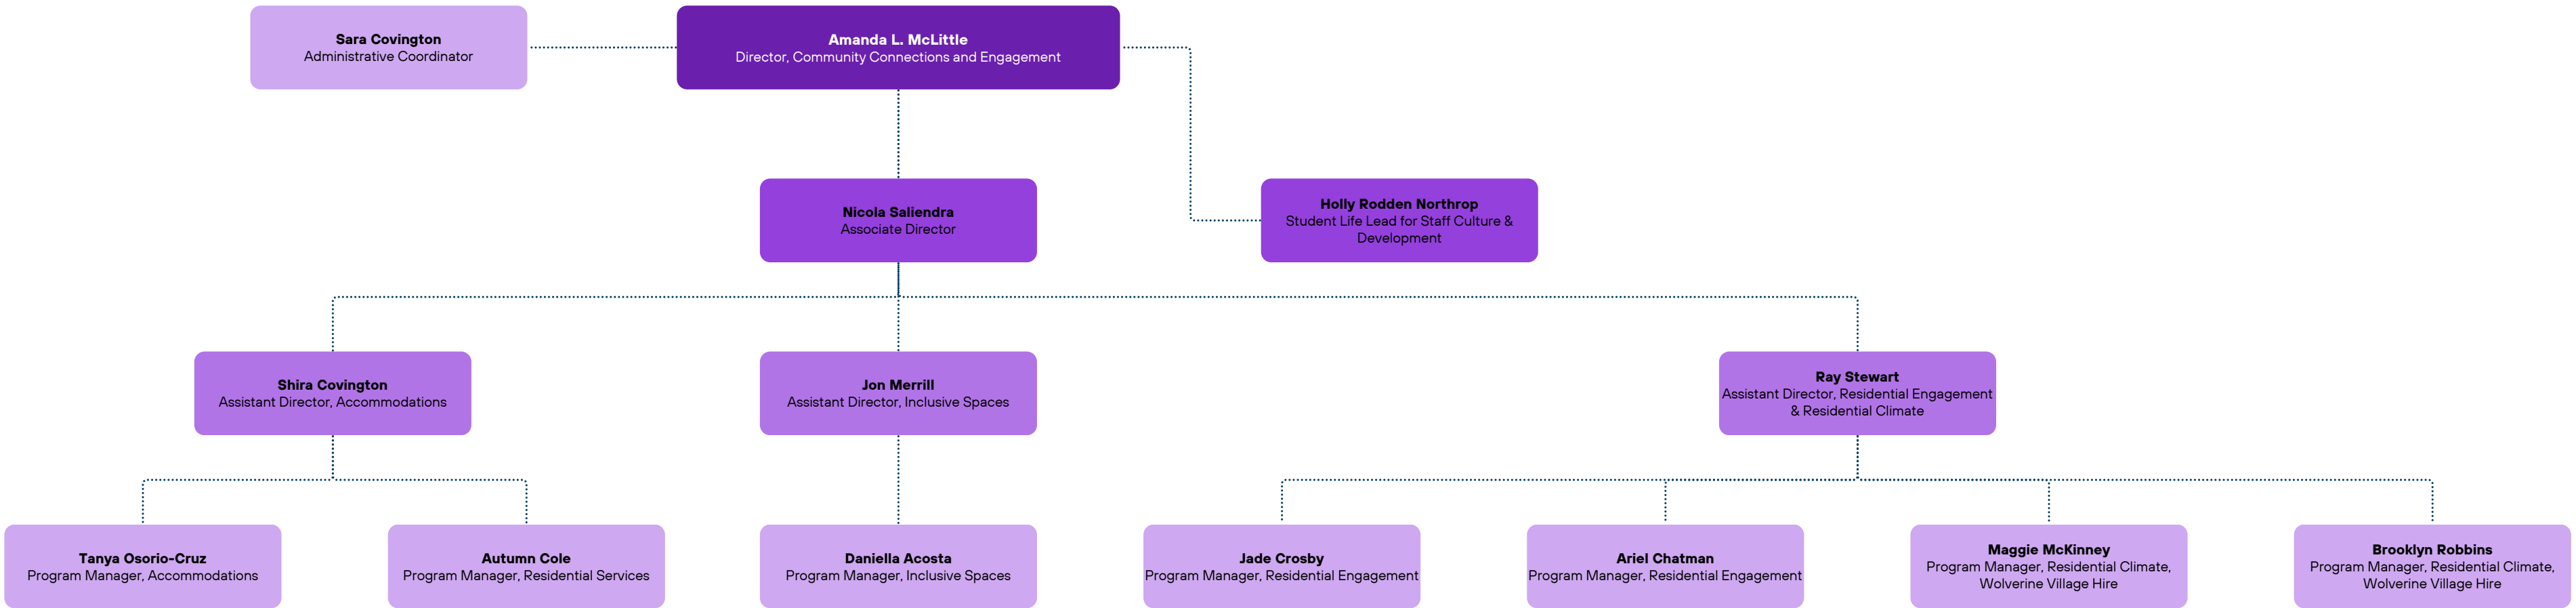 Sara Covington
Administrative Coordinator
Amanda L. McLittle
Director, Community Connections and Engagement
Nicola Saliendra
Associate Director
Holly Rodden Northrop
Student Life Lead for Staff Culture &
Development
Shira Covington
Assistant Director, Accommodations
Jon Merrill
Assistant Director, Inclusive Spaces
Ray Stewart
Assistant Director, Residential Engagement
& Residential Climate
Tanya Osorio-Cruz
Program Manager, Accommodations
Autumn Cole
Program Manager, Residential Services
Daniella Acosta
Program Manager, Inclusive Spaces
Jade Crosby
Program Manager, Residential Engagement
Ariel Chatman
Program Manager, Residential Engagement
Maggie McKinney
Program Manager, Residential Climate,
Wolverine Village Hire
Brooklyn Robbins
Program Manager, Residential Climate,
Wolverine Village Hire